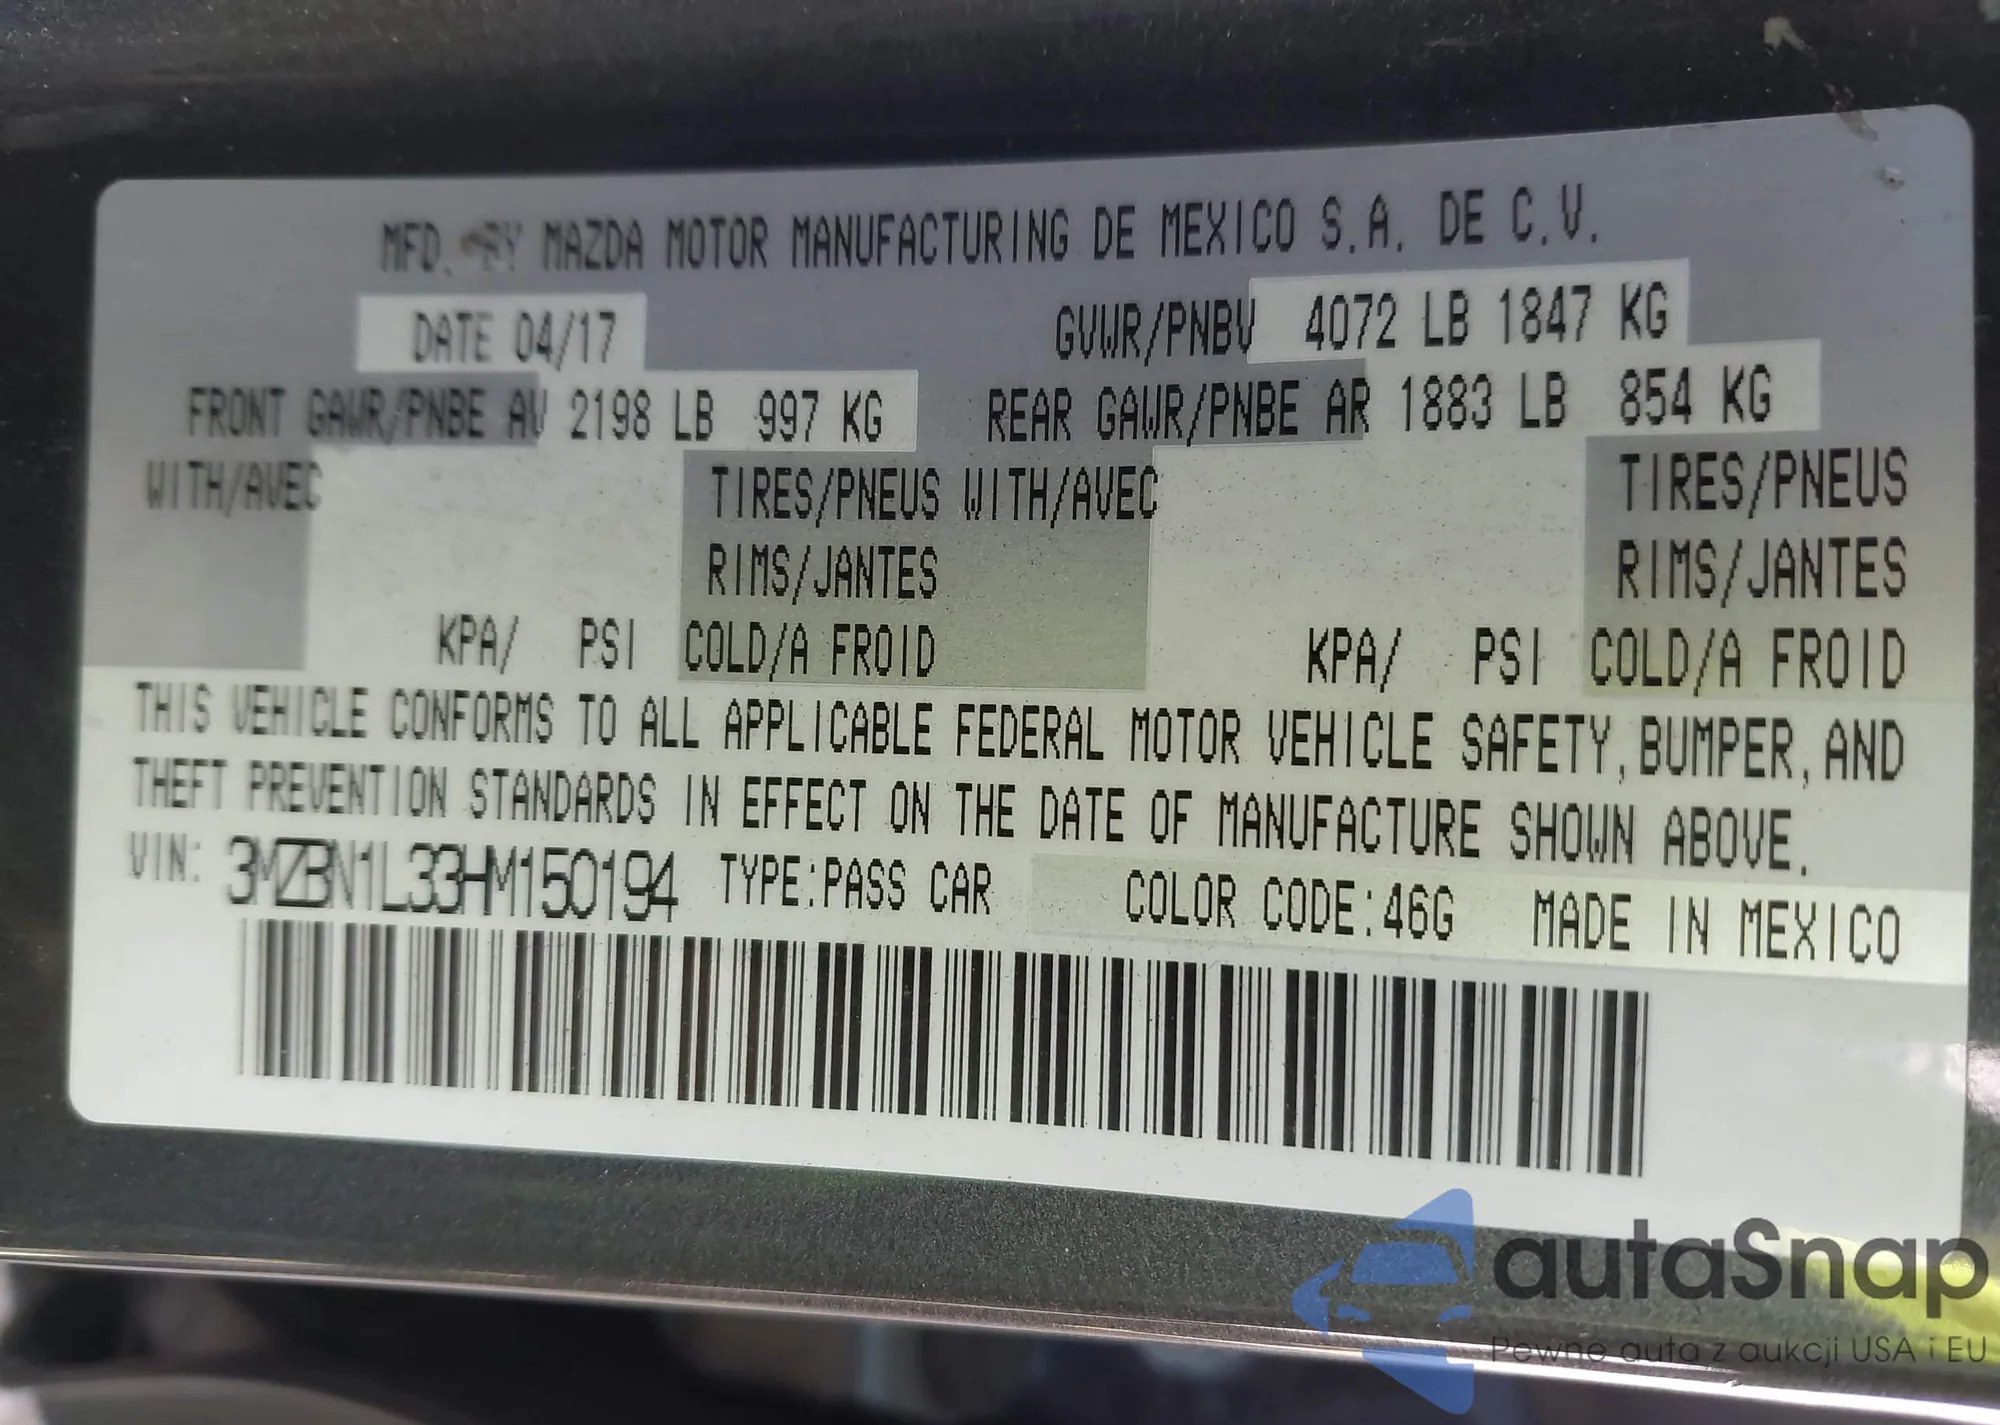 MFD. BY MAZDA MOTOR MANUFACTURING DE MEXICO S.A. DE C.V.
DATE 04/17 GVWR/PNBV 4072 LB 1847 KG
FRONT GAWR/PNBE AV 2198 LB 997 KG REAR GAWR/PNBE AR 1883 LB 854 KG
WITH/AVEC TIRES/PNEUS WITH/AVEC TIRES/PNEUS
RIMS/JANTES RIMS/JANTES
KPA/ PSI COLD/A FROID KPA/ PSI COLD/A FROID
THIS VEHICLE CONFORMS TO ALL APPLICABLE FEDERAL MOTOR VEHICLE SAFETY, BUMPER, AND
THEFT PREVENTION STANDARDS IN EFFECT ON THE DATE OF MANUFACTURE SHOWN ABOVE.
VIN: 3MZBN1L33HM150194 TYPE:PASS CAR COLOR CODE:46G MADE IN MEXICO
autaSnap
Pewne auta z aukcji USA i EU